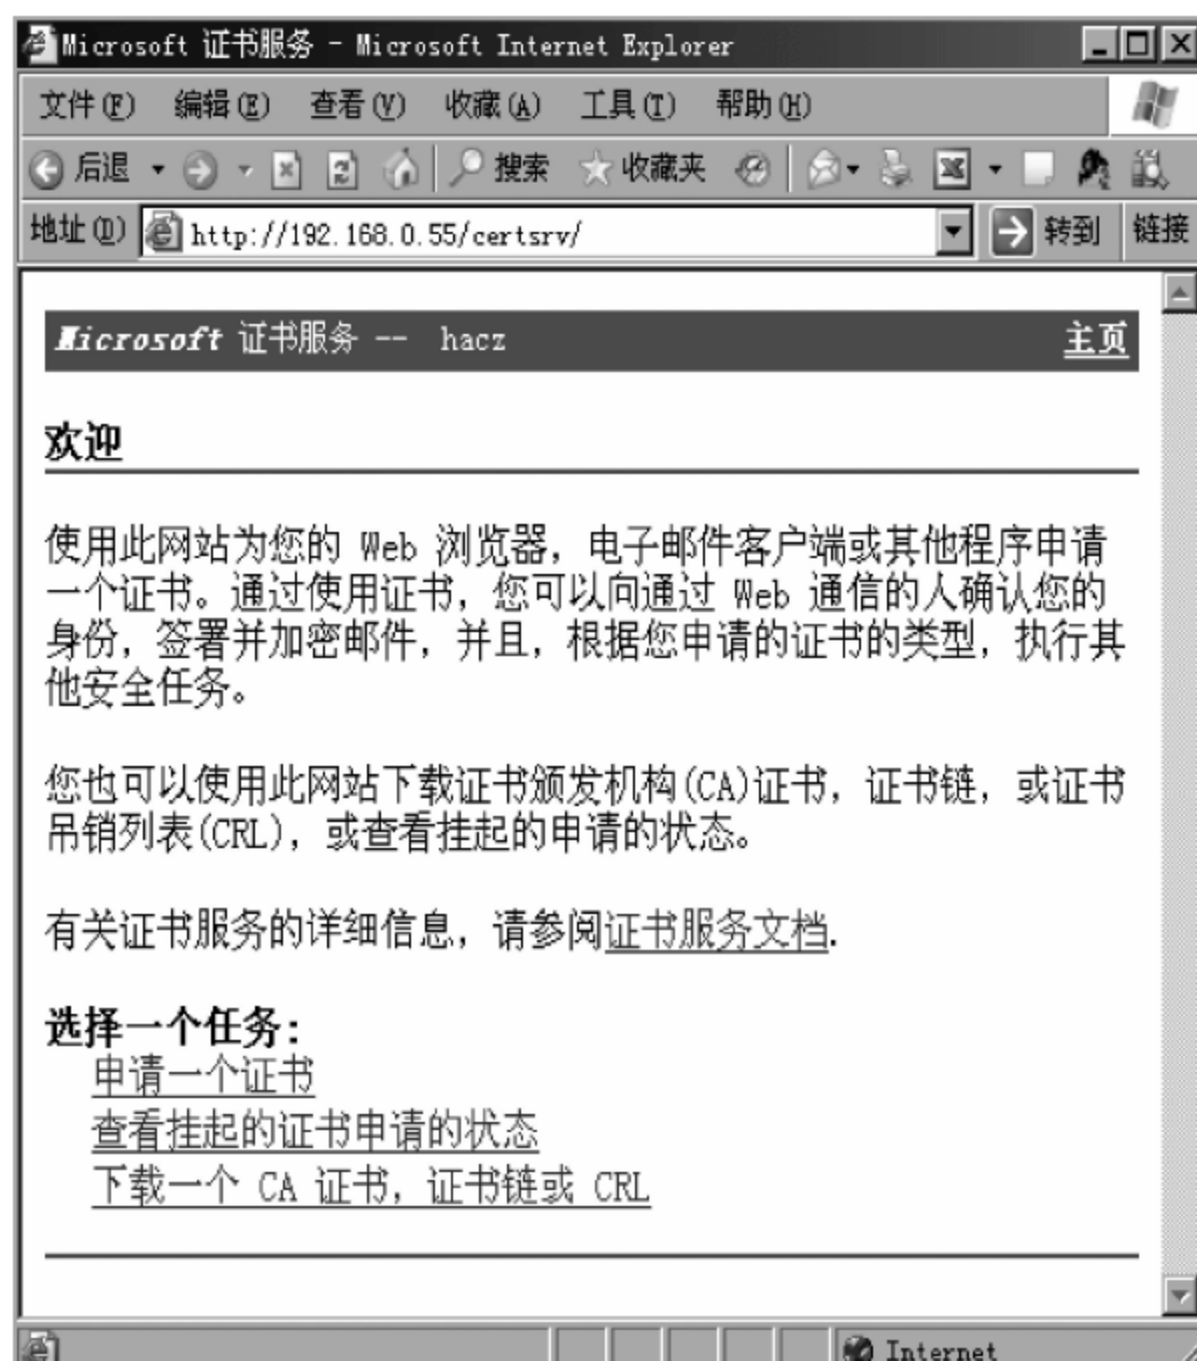 Microsoft 证书服务 - Microsoft Internet Explorer
文件(F) 编辑(E) 查看(V) 收藏(A) 工具(T) 帮助(H)
后退 搜索 收藏夹
地址(D) http://192.168.0.55/certsrv/ 转到 链接
Microsoft 证书服务 -- hacz 主页
欢迎
使用此网站为您的 Web 浏览器，电子邮件客户端或其他程序申请
一个证书。通过使用证书，您可以向通过 Web 通信的人确认您的
身份，签署并加密邮件，并且，根据您申请的证书的类型，执行其
他安全任务。
您也可以使用此网站下载证书颁发机构(CA)证书，证书链，或证书
吊销列表(CRL)，或查看挂起的申请的状态。
有关证书服务的详细信息，请参阅证书服务文档.
选择一个任务:
申请一个证书
查看挂起的证书申请的状态
下载一个 CA 证书，证书链或 CRL
Internet